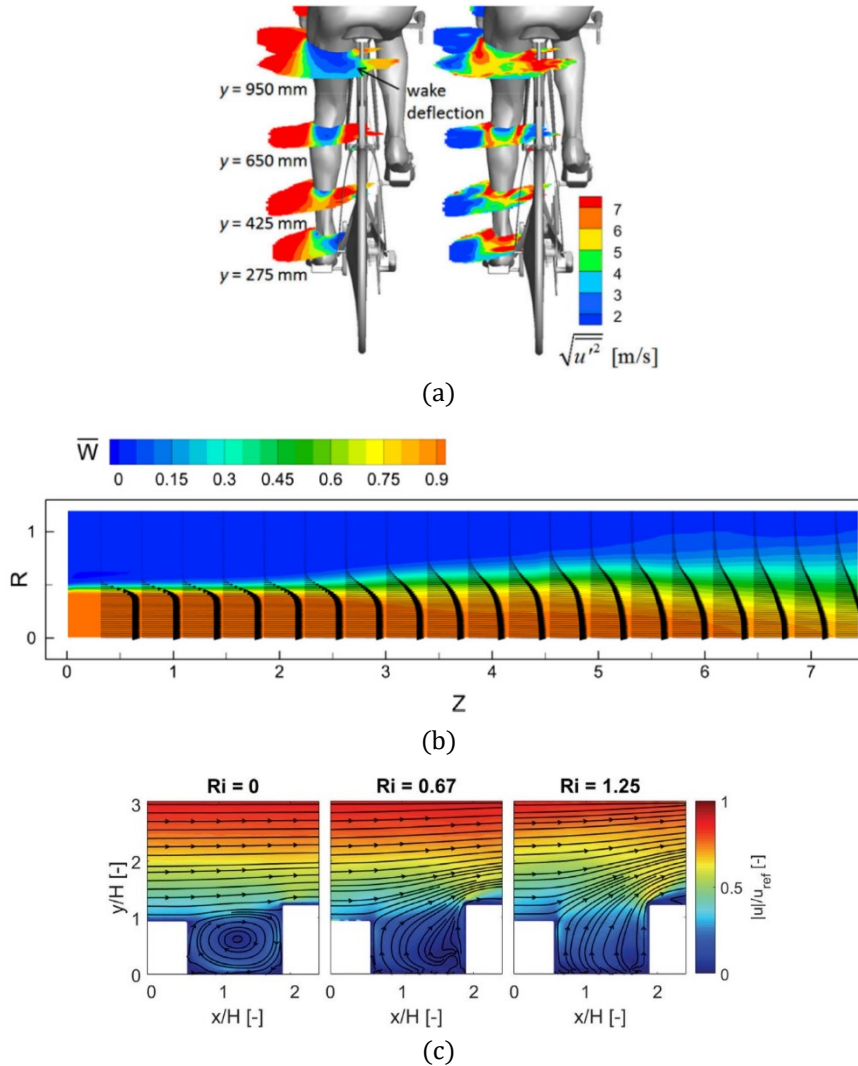 y = 950 mm
wake
deflection
y = 650 mm
y = 425 mm
y = 275 mm
7
6
5
4
3
2
√u'² [m/s]
(a)
W
0 0.15 0.3 0.45 0.6 0.75 0.9
1
R
0
0 1 2 3 4 5 6 7
Z
(b)
Ri = 0 Ri = 0.67 Ri = 1.25
3
2
1
0
y/H [-]
1
0.5
0
|u|/u_ref [-]
0 1 2 0 1 2 0 1 2
x/H [-] x/H [-] x/H [-]
(c)